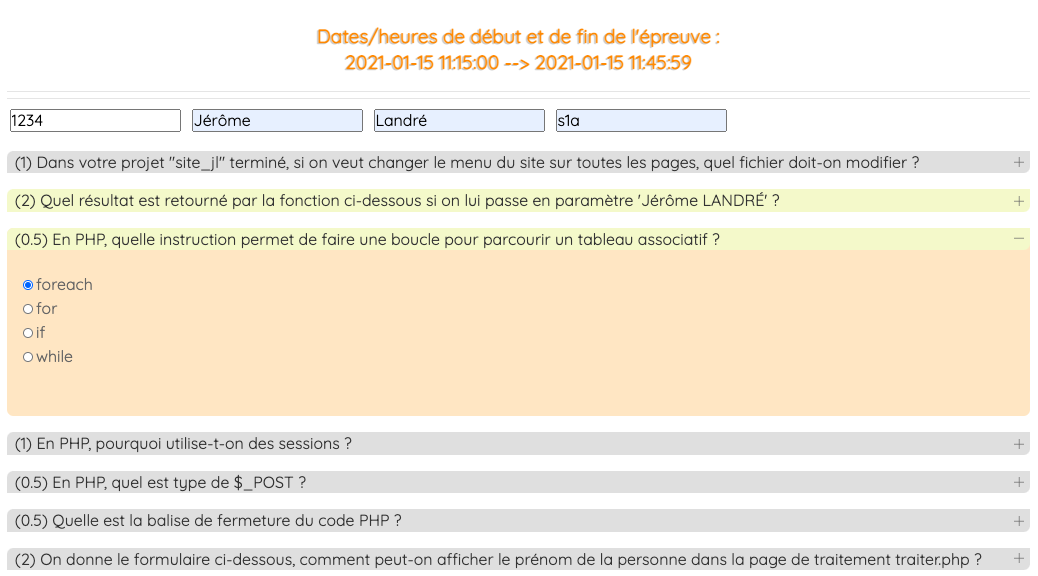 Dates/heures de début et de fin de l'épreuve :
2021-01-15 11:15:00 --> 2021-01-15 11:45:59
1234 Jérôme Landré s1a
(1) Dans votre projet "site_jl" terminé, si on veut changer le menu du site sur toutes les pages, quel fichier doit-on modifier ? +
(2) Quel résultat est retourné par la fonction ci-dessous si on lui passe en paramètre 'Jérôme LANDRÉ' ? +
(0.5) En PHP, quelle instruction permet de faire une boucle pour parcourir un tableau associatif ? −
foreach
for
if
while
(1) En PHP, pourquoi utilise-t-on des sessions ? +
(0.5) En PHP, quel est type de $_POST ? +
(0.5) Quelle est la balise de fermeture du code PHP ? +
(2) On donne le formulaire ci-dessous, comment peut-on afficher le prénom de la personne dans la page de traitement traiter.php ? +